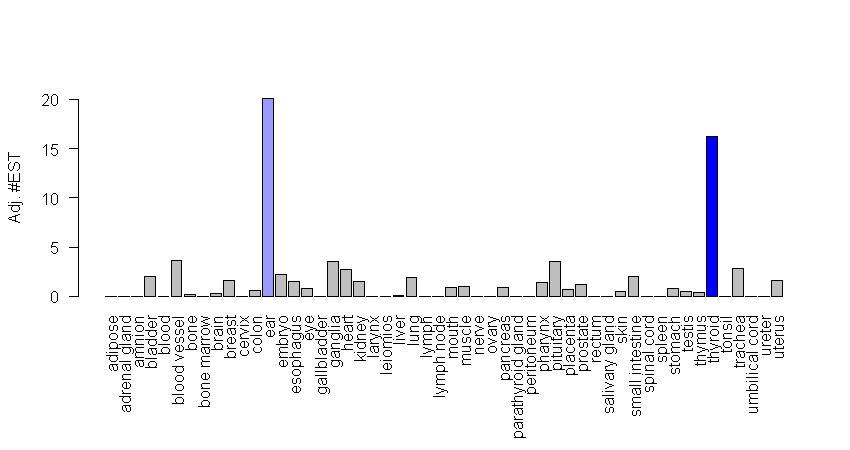 Adj. #EST
20
15
10
5
0
adipose
adrenal gland
amnion
bladder
blood
blood vessel
bone
bone marrow
brain
breast
cervix
colon
ear
embryo
esophagus
eye
gallbladder
ganglia
heart
kidney
larynx
leiomios
liver
lung
lymph
lymph node
mouth
muscle
nerve
ovary
pancreas
parathyroid gland
peritoneum
pharynx
pituitary
placenta
prostate
rectum
salivary gland
skin
small intestine
spinal cord
spleen
stomach
testis
thymus
thyroid
tonsil
trachea
umbilical cord
ureter
uterus